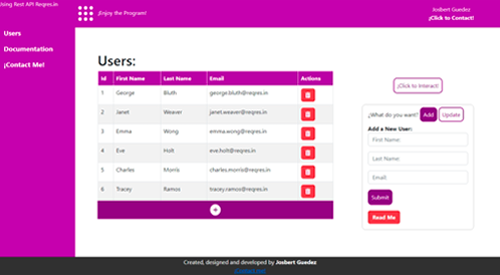 Using Rest API Reqres.in
¡Enjoy the Program!
Josbert Guedez
¡Click to Contact!
Users
Documentation
¡Contact Me!
Users:
Id First Name Last Name Email Actions
1 George Bluth george.bluth@reqres.in
2 Janet Weaver janet.weaver@reqres.in
3 Emma Wong emma.wong@reqres.in
4 Eve Holt eve.holt@reqres.in
5 Charles Morris charles.morris@reqres.in
6 Tracey Ramos tracey.ramos@reqres.in
¡Click to Interact!
¿What do you want? Add Update
Add a New User:
First Name:
Last Name:
Email:
Submit
Read Me
Created, designed and developed by Josbert Guedez